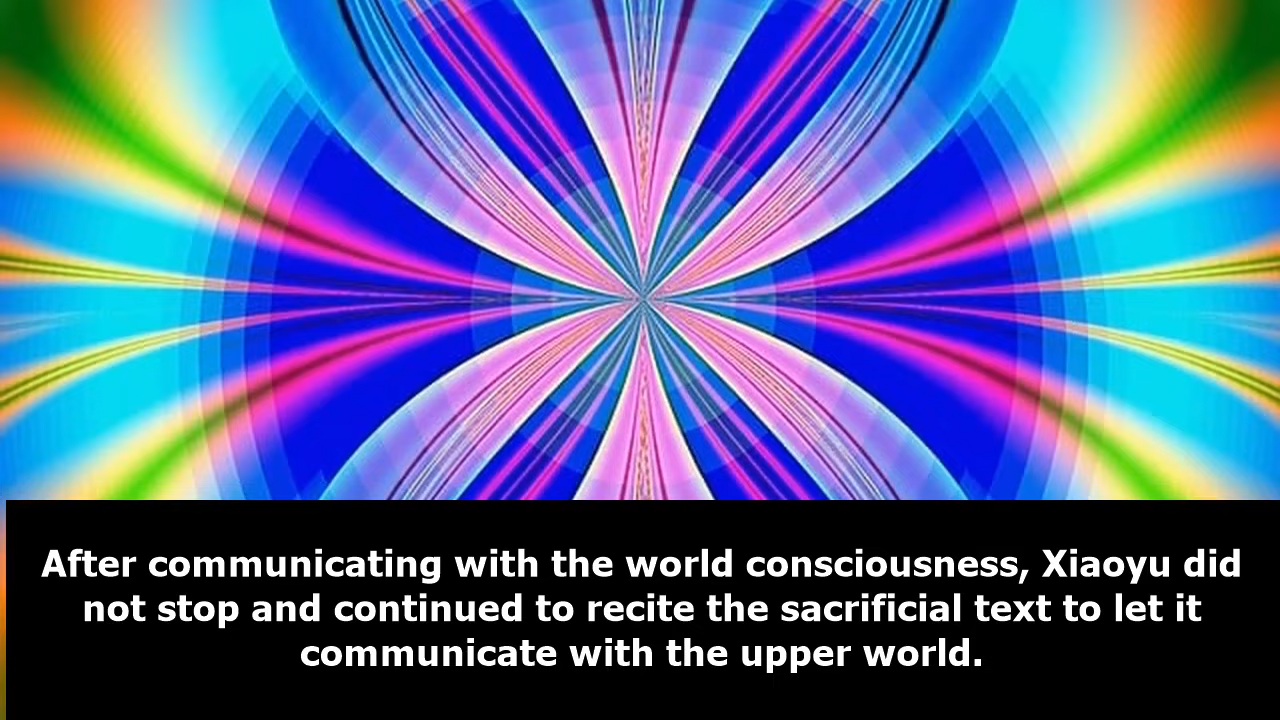 After communicating with the world consciousness, Xiaoyu did
not stop and continued to recite the sacrificial text to let it
communicate with the upper world.